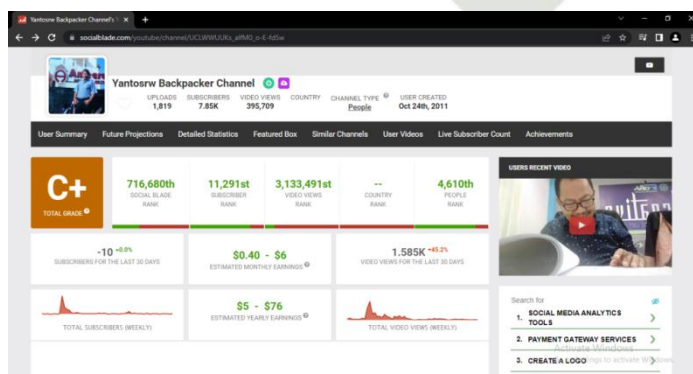 Yantosrw Backpacker Channel's Y
socialblade.com/youtube/channel/UCLWWUUKs_alfM0_o-E-fdSw
Yantosrw Backpacker Channel
UPLOADS SUBSCRIBERS VIDEO VIEWS COUNTRY CHANNEL TYPE USER CREATED
1,819 7.85K 395,709 People Oct 24th, 2011
User Summary Future Projections Detailed Statistics Featured Box Similar Channels User Videos Live Subscriber Count Achievements
C+
TOTAL GRADE
716,680th 11,291st 3,133,491st -- 4,610th
SOCIAL BLADE RANK SUBSCRIBER RANK VIDEO VIEWS RANK COUNTRY RANK PEOPLE RANK
USERS RECENT VIDEO
-10 +0.0%
SUBSCRIBERS FOR THE LAST 30 DAYS
$0.40 - $6
ESTIMATED MONTHLY EARNINGS
1.585K -45.2%
VIDEO VIEWS FOR THE LAST 30 DAYS
TOTAL SUBSCRIBERS (WEEKLY)
$5 - $76
ESTIMATED YEARLY EARNINGS
TOTAL VIDEO VIEWS (WEEKLY)
Search for
1. SOCIAL MEDIA ANALYTICS TOOLS
2. PAYMENT GATEWAY SERVICES
3. CREATE A LOGO
Activate Windows
to activate Windows.